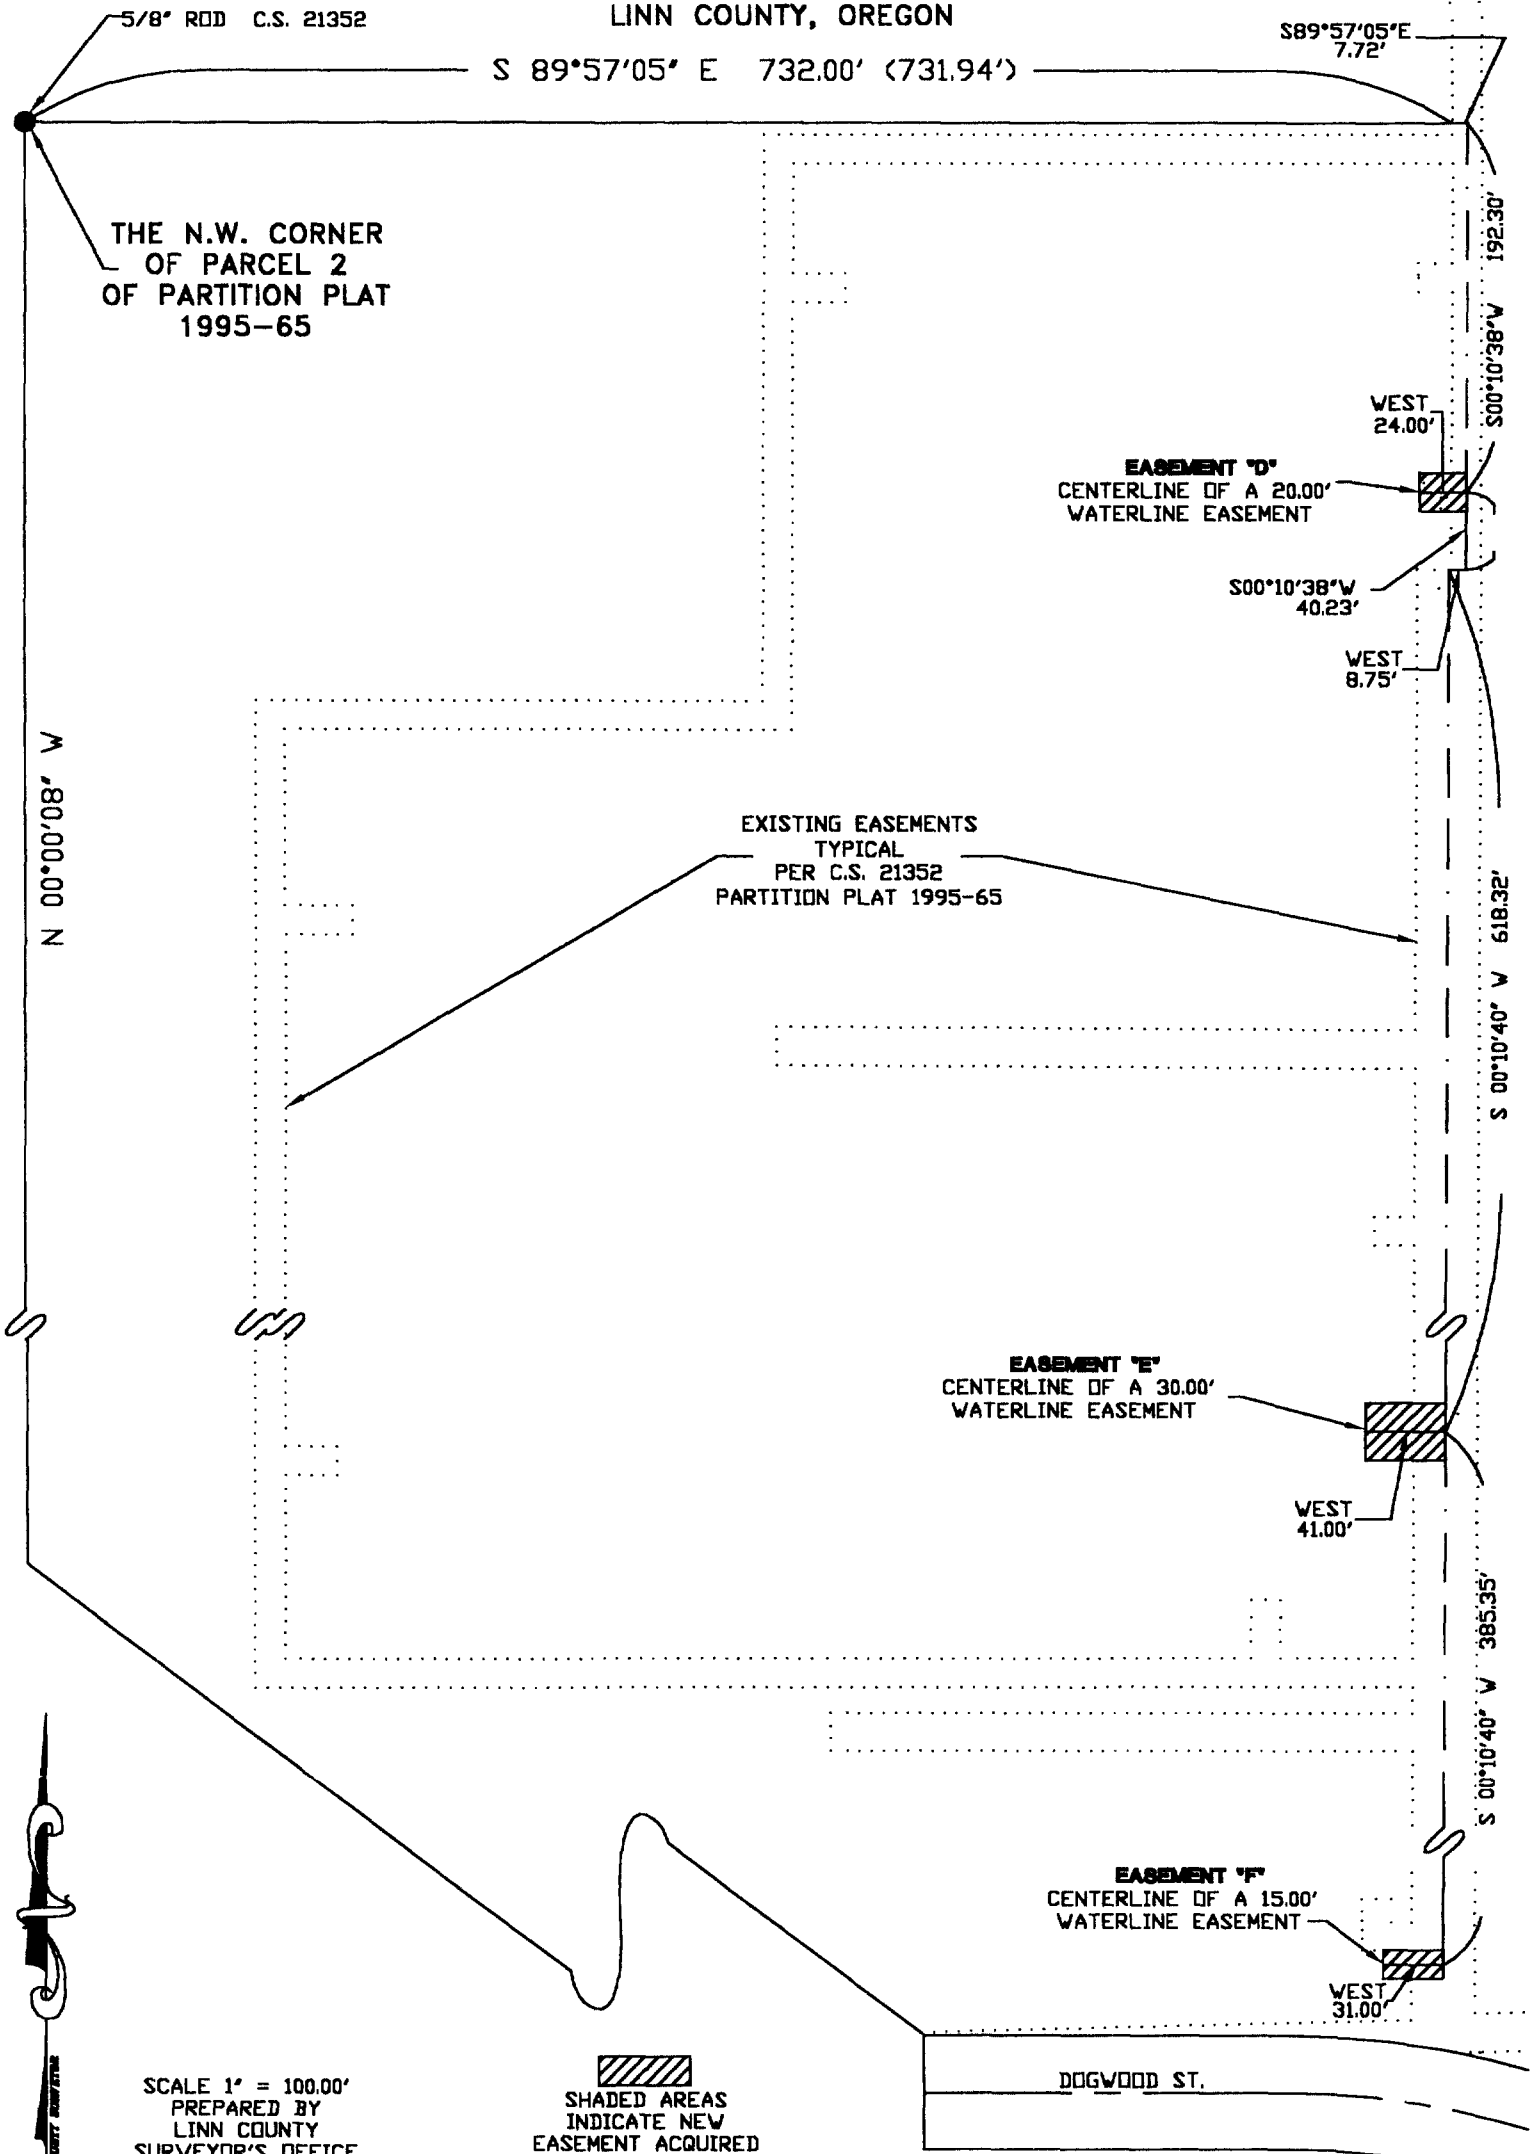 LINN COUNTY, OREGON
5/8" ROD C.S. 21352
S89°57'05"E
7.72'
S 89°57'05" E 732.00' (731.94')
THE N.W. CORNER
OF PARCEL 2
OF PARTITION PLAT
1995-65
S00°10'38"W 192.30'
WEST
24.00'
EASEMENT "D"
CENTERLINE OF A 20.00'
WATERLINE EASEMENT
S00°10'38"W
40.23'
WEST
8.75'
N 00°00'08" W
EXISTING EASEMENTS
TYPICAL
PER C.S. 21352
PARTITION PLAT 1995-65
S 00°10'40" W 618.32'
EASEMENT "E"
CENTERLINE OF A 30.00'
WATERLINE EASEMENT
WEST
41.00'
S 00°10'40" W 385.35'
EASEMENT "F"
CENTERLINE OF A 15.00'
WATERLINE EASEMENT
WEST
31.00'
DOGWOOD ST.
SCALE 1" = 100.00'
PREPARED BY
LINN COUNTY
SURVEYOR'S OFFICE
SHADED AREAS
INDICATE NEW
EASEMENT ACQUIRED